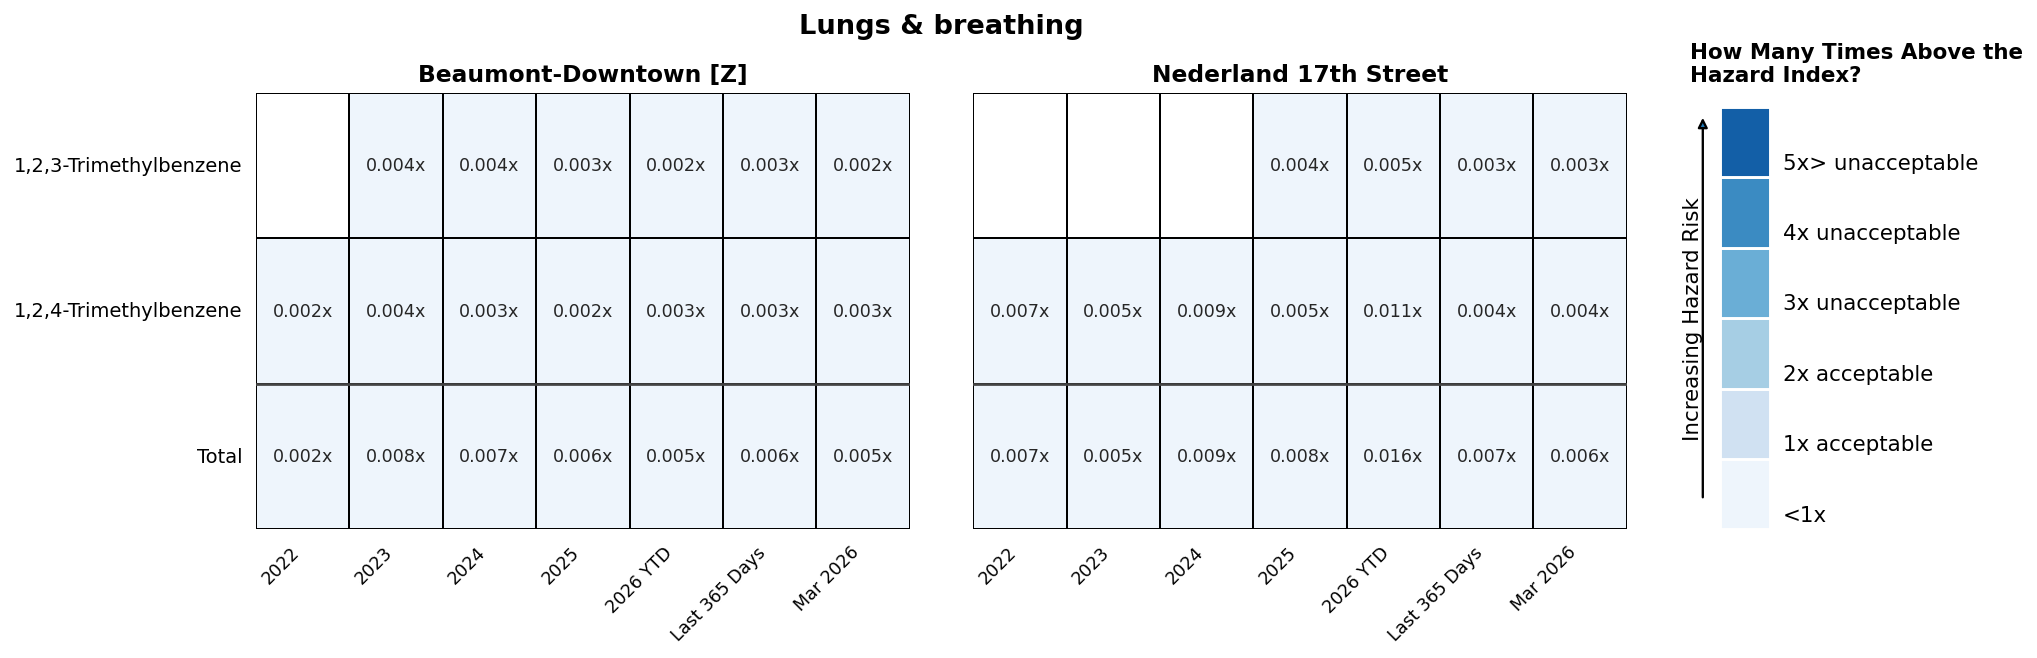 Lungs & breathing
Beaumont-Downtown [Z]
Nederland 17th Street
How Many Times Above the
Hazard Index?
1,2,3-Trimethylbenzene
0.004x 0.004x 0.003x 0.002x 0.003x 0.002x
0.004x 0.005x 0.003x 0.003x
1,2,4-Trimethylbenzene
0.002x 0.004x 0.003x 0.002x 0.003x 0.003x 0.003x
0.007x 0.005x 0.009x 0.005x 0.011x 0.004x 0.004x
Total
0.002x 0.008x 0.007x 0.006x 0.005x 0.006x 0.005x
0.007x 0.005x 0.009x 0.008x 0.016x 0.007x 0.006x
2022
2023
2024
2025
2026 YTD
Last 365 Days
Mar 2026
2022
2023
2024
2025
2026 YTD
Last 365 Days
Mar 2026
Increasing Hazard Risk
5x> unacceptable
4x unacceptable
3x unacceptable
2x acceptable
1x acceptable
<1x